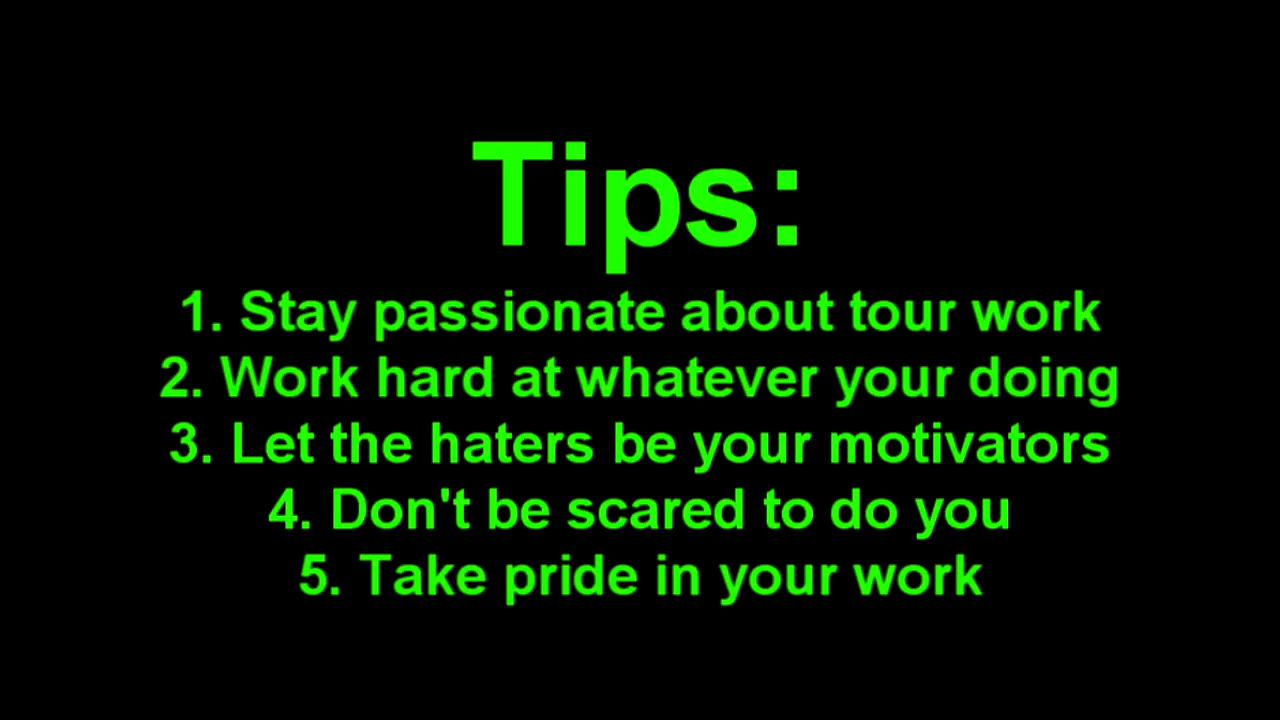 Tips:
1. Stay passionate about tour work
2. Work hard at whatever your doing
3. Let the haters be your motivators
4. Don't be scared to do you
5. Take pride in your work